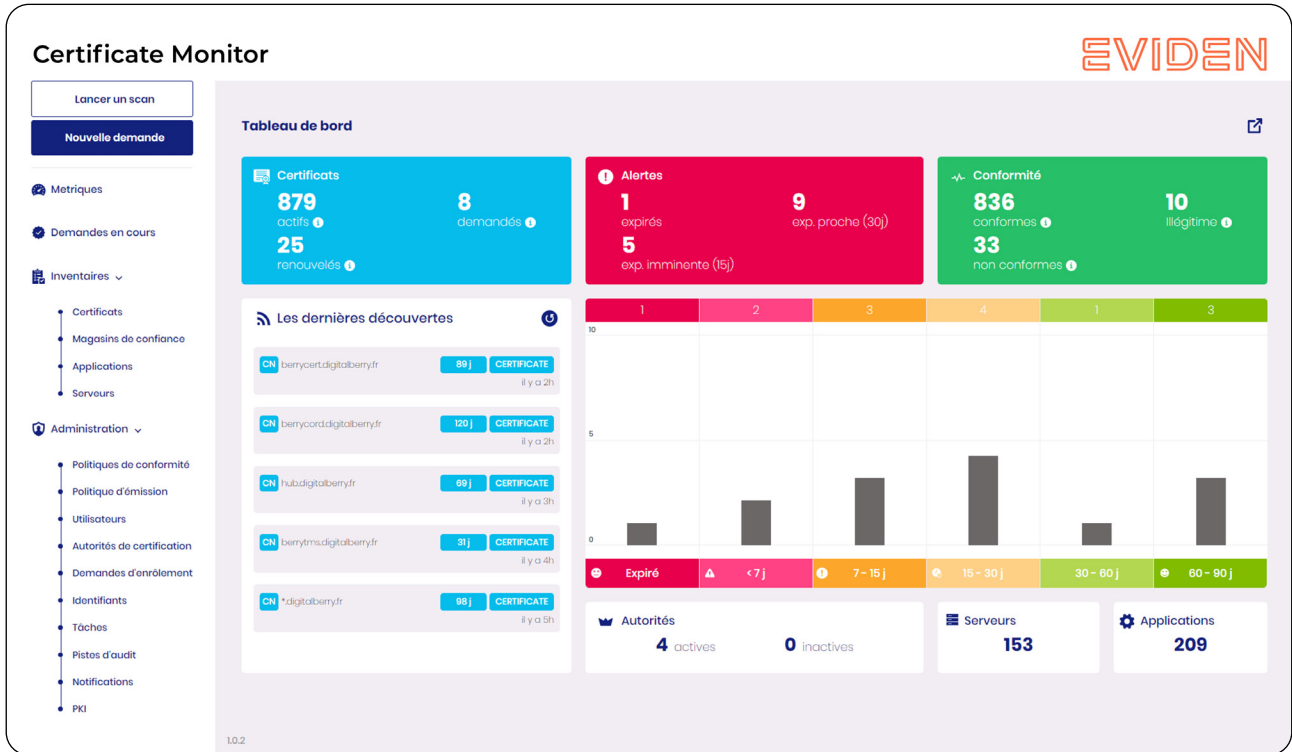 Certificate Monitor
EVIDEN
Lancer un scan
Nouvelle demande
Metriques
Demandes en cours
Inventaires
Certificats
Magasins de confiance
Applications
Serveurs
Administration
Politiques de conformité
Politique d'émission
Utilisateurs
Autorités de certification
Demandes d'enrôlement
Identifiants
Tâches
Pistes d'audit
Notifications
PKI
Tableau de bord
Certificats
879 8
actifs demandés
25
renouvelés
Alertes
1 9
expirés exp. proche (30j)
5
exp. imminente (15j)
Conformité
836 10
conformes Illégitime
33
non conformes
Les dernières découvertes
CN berrycert.digitalberry.fr 89 j CERTIFICATE
il y a 2h
CN berrycord.digitalberry.fr 120 j CERTIFICATE
il y a 2h
CN hub.digitalberry.fr 69 j CERTIFICATE
il y a 3h
CN berrytms.digitalberry.fr 31 j CERTIFICATE
il y a 4h
CN *.digitalberry.fr 98 j CERTIFICATE
il y a 5h
1 2 3 4 1 3
10
5
0
Expiré <7 j 7 - 15 j 15 - 30 j 30 - 60 j 60 - 90 j
Autorités
4 actives 0 inactives
Serveurs
153
Applications
209
1.0.2